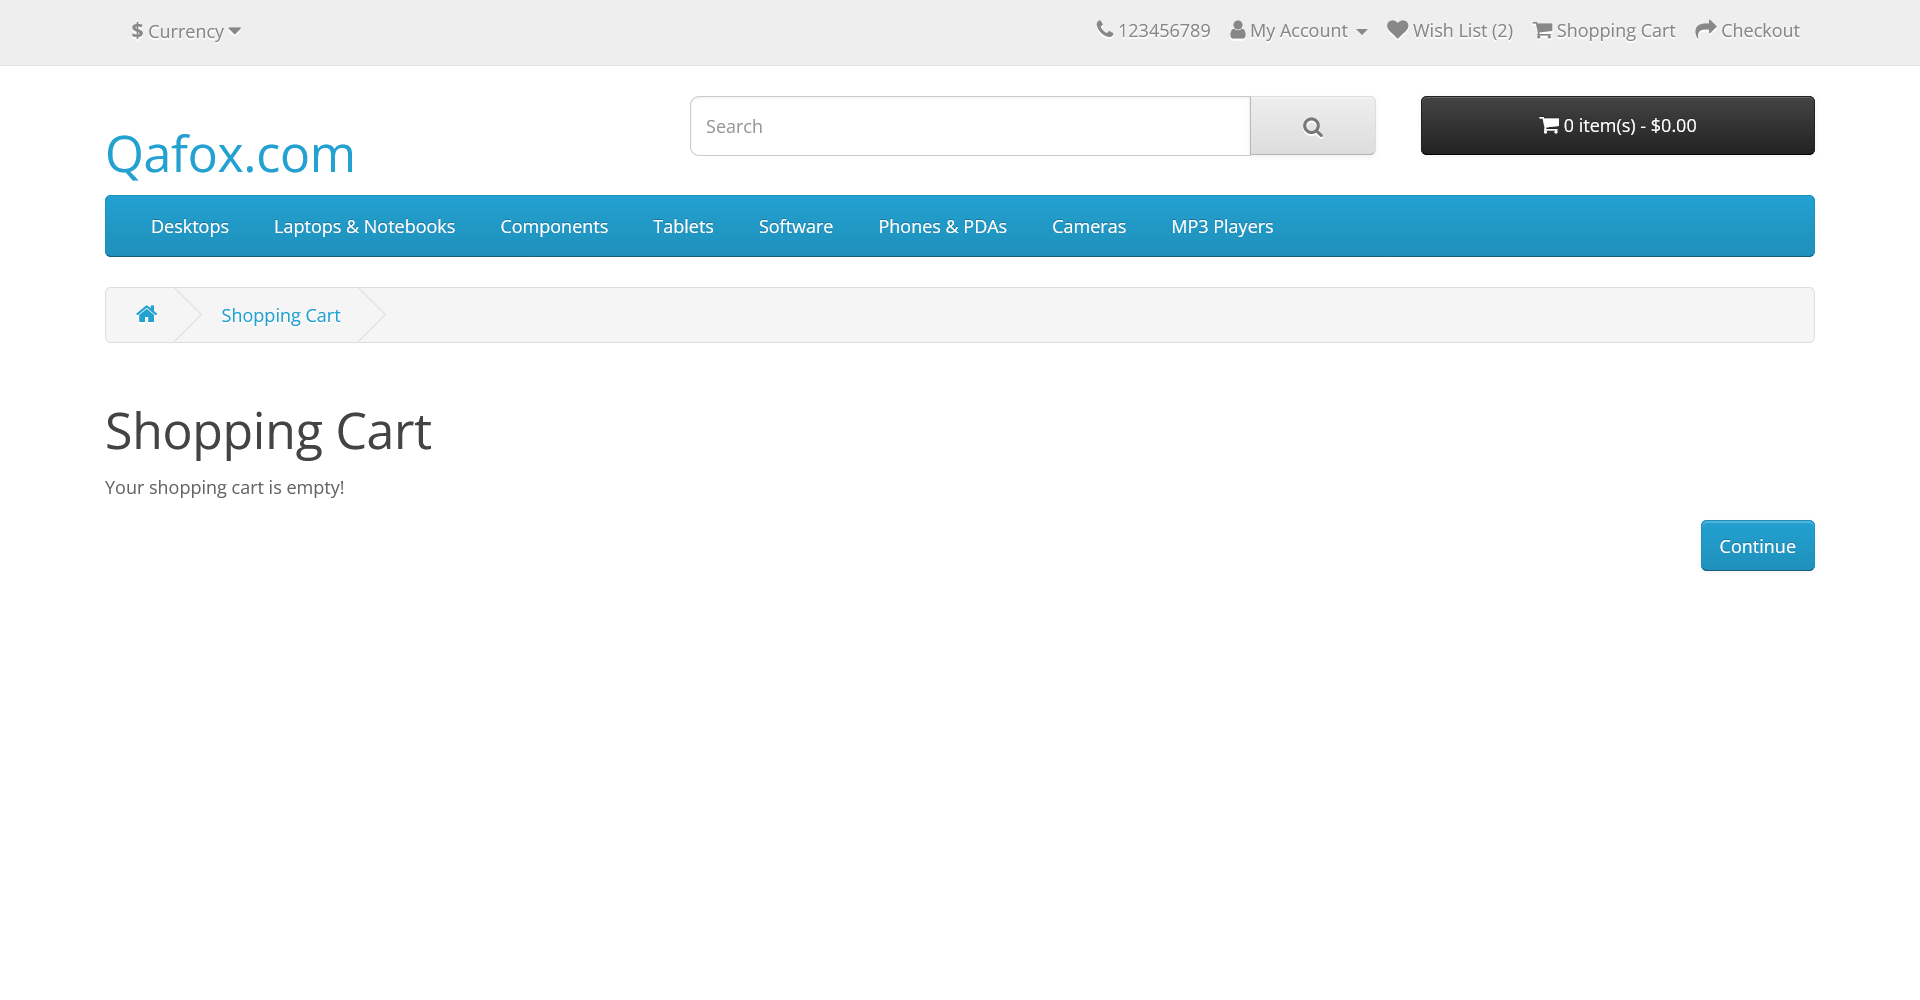 $ Currency
123456789 My Account Wish List (2) Shopping Cart Checkout
Qafox.com
Search
0 item(s) - $0.00
Desktops Laptops & Notebooks Components Tablets Software Phones & PDAs Cameras MP3 Players
Shopping Cart
Shopping Cart
Your shopping cart is empty!
Continue